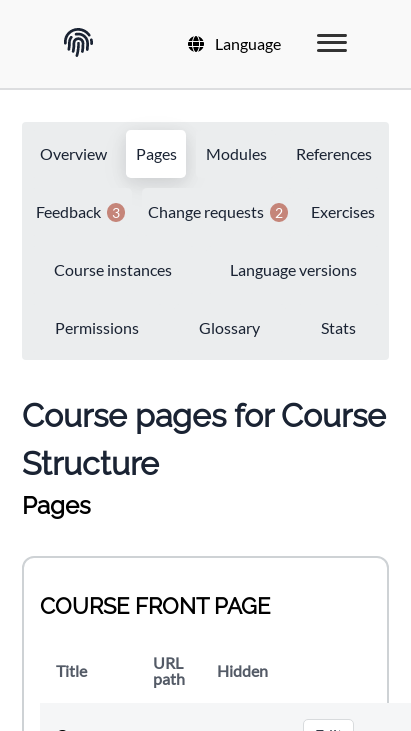 Language
Overview Pages Modules References
Feedback 3 Change requests 2 Exercises
Course instances Language versions
Permissions Glossary Stats
Course pages for Course
Structure
Pages
COURSE FRONT PAGE
Title URL path Hidden